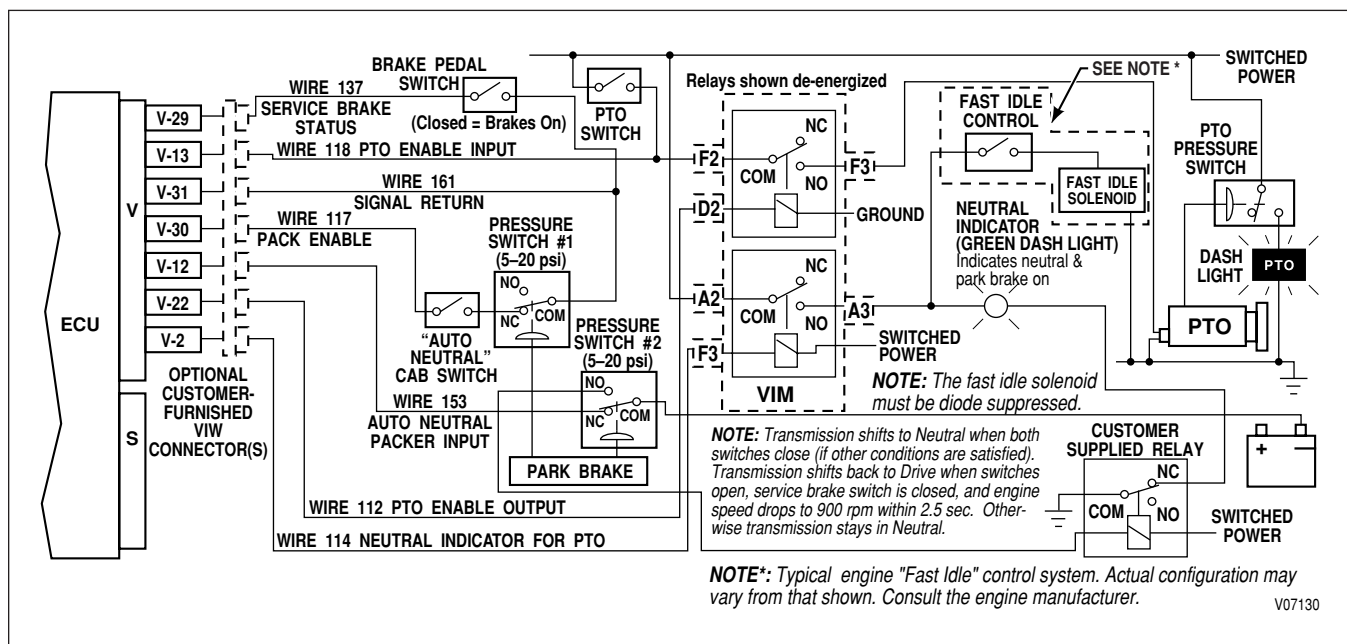 BRAKE PEDAL
SWITCH
(Closed = Brakes On)
WIRE 137
SERVICE BRAKE
STATUS
PTO
SWITCH
Relays shown de-energized
SEE NOTE *
SWITCHED
POWER
FAST IDLE
CONTROL
FAST IDLE
SOLENOID
PTO
PRESSURE
SWITCH
V-29
V-13
V-31
V-30
V-12
V-22
V-2
V
S
ECU
WIRE 118 PTO ENABLE INPUT
WIRE 161
SIGNAL RETURN
WIRE 117
PACK ENABLE
PRESSURE
SWITCH #1
(5–20 psi)
NO
NC
COM
"AUTO
NEUTRAL"
CAB SWITCH
PRESSURE
SWITCH #2
(5–20 psi)
NO
NC
COM
WIRE 153
AUTO NEUTRAL
PACKER INPUT
PARK BRAKE
OPTIONAL
CUSTOMER-
FURNISHED
VIW
CONNECTOR(S)
WIRE 112 PTO ENABLE OUTPUT
WIRE 114 NEUTRAL INDICATOR FOR PTO
F2
NC
COM
NO
F3
D2
GROUND
A2
NC
COM
NO
A3
F3
SWITCHED
POWER
VIM
NEUTRAL
INDICATOR
(GREEN DASH LIGHT)
Indicates neutral &
park brake on
DASH
LIGHT
PTO
PTO
NOTE: The fast idle solenoid
must be diode suppressed.
NOTE: Transmission shifts to Neutral when both
switches close (if other conditions are satisfied).
Transmission shifts back to Drive when switches
open, service brake switch is closed, and engine
speed drops to 900 rpm within 2.5 sec. Other-
wise transmission stays in Neutral.
CUSTOMER
SUPPLIED RELAY
NC
COM
NO
SWITCHED
POWER
+
–
NOTE*: Typical engine "Fast Idle" control system. Actual configuration may
vary from that shown. Consult the engine manufacturer.
V07130